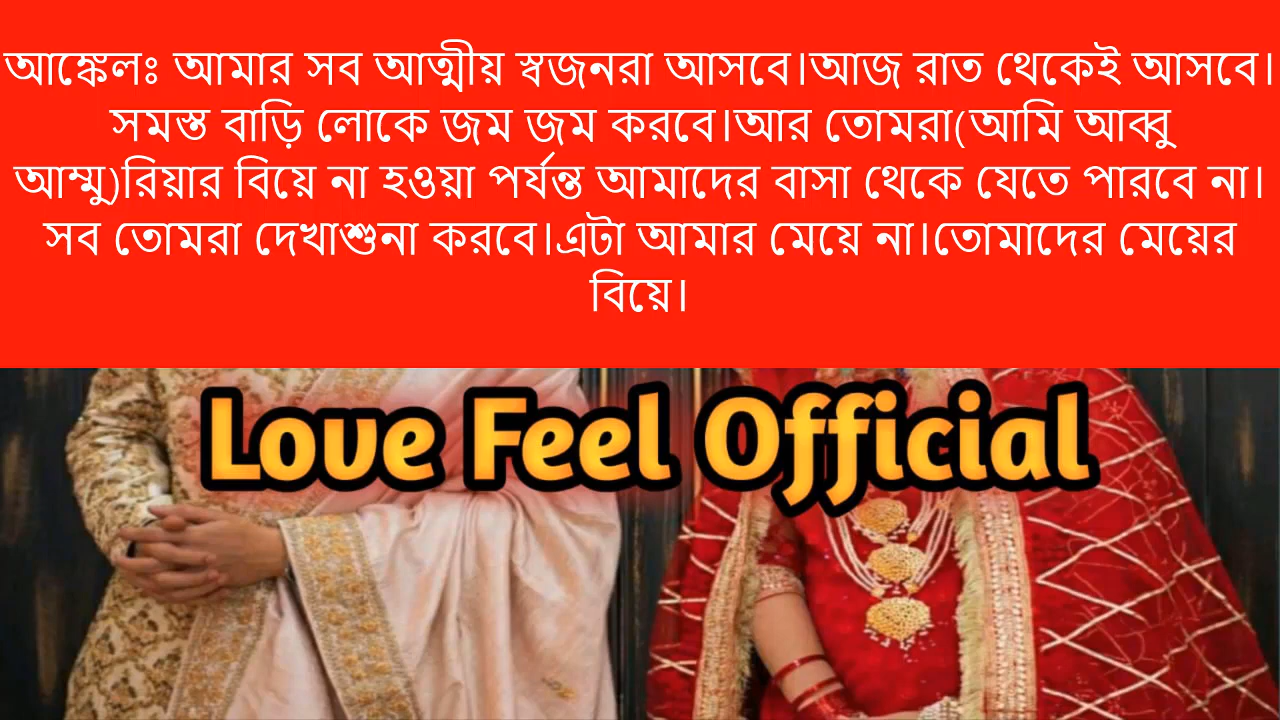 আঙ্কেলঃ আমার সব আত্মীয় স্বজনরা আসবে।আজ রাত থেকেই আসবে।
সমস্ত বাড়ি লোকে জম জম করবে।আর তোমরা(আমি আব্বু
আম্মু)রিয়ার বিয়ে না হওয়া পর্যন্ত আমাদের বাসা থেকে যেতে পারবে না।
সব তোমরা দেখাশুনা করবে।এটা আমার মেয়ে না।তোমাদের মেয়ের
বিয়ে।
Love Feel Official